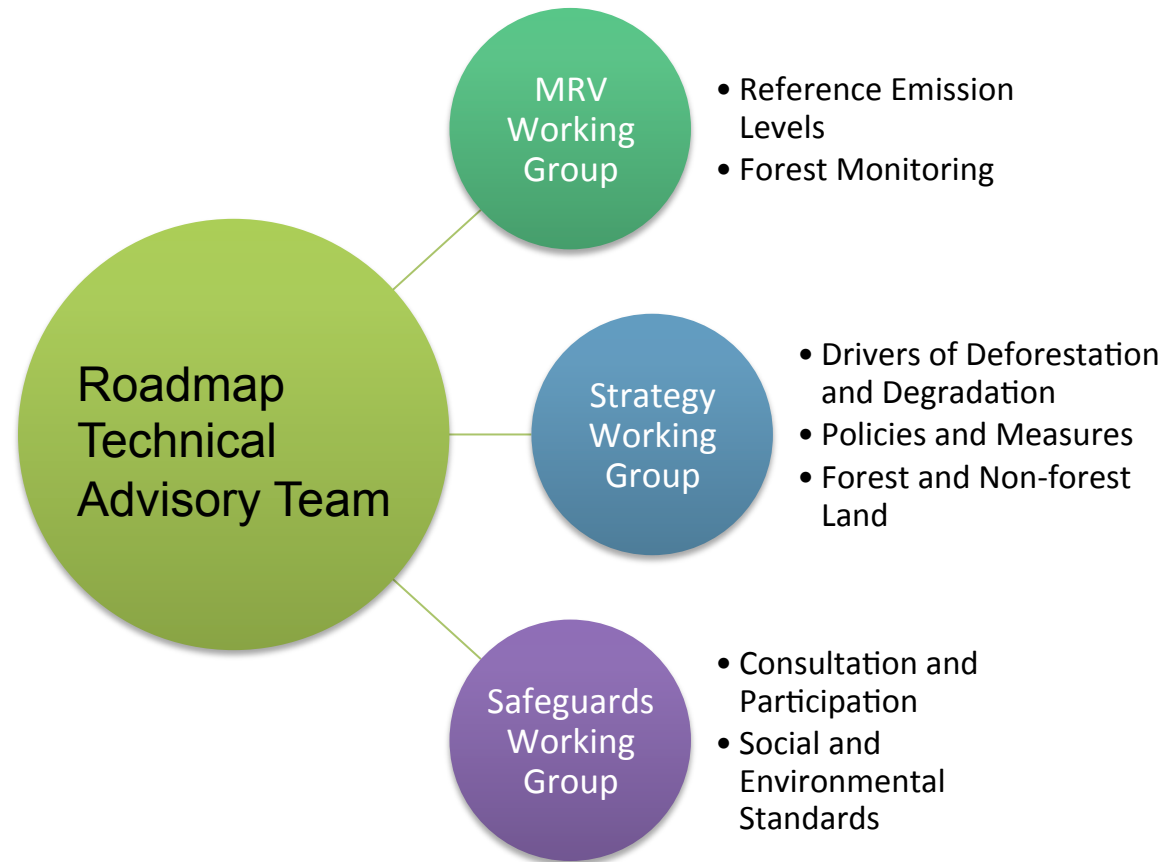 Roadmap
Technical
Advisory Team
MRV
Working
Group
• Reference Emission
Levels
• Forest Monitoring
Strategy
Working
Group
• Drivers of Deforestation
and Degradation
• Policies and Measures
• Forest and Non-forest
Land
Safeguards
Working
Group
• Consultation and
Participation
• Social and
Environmental
Standards